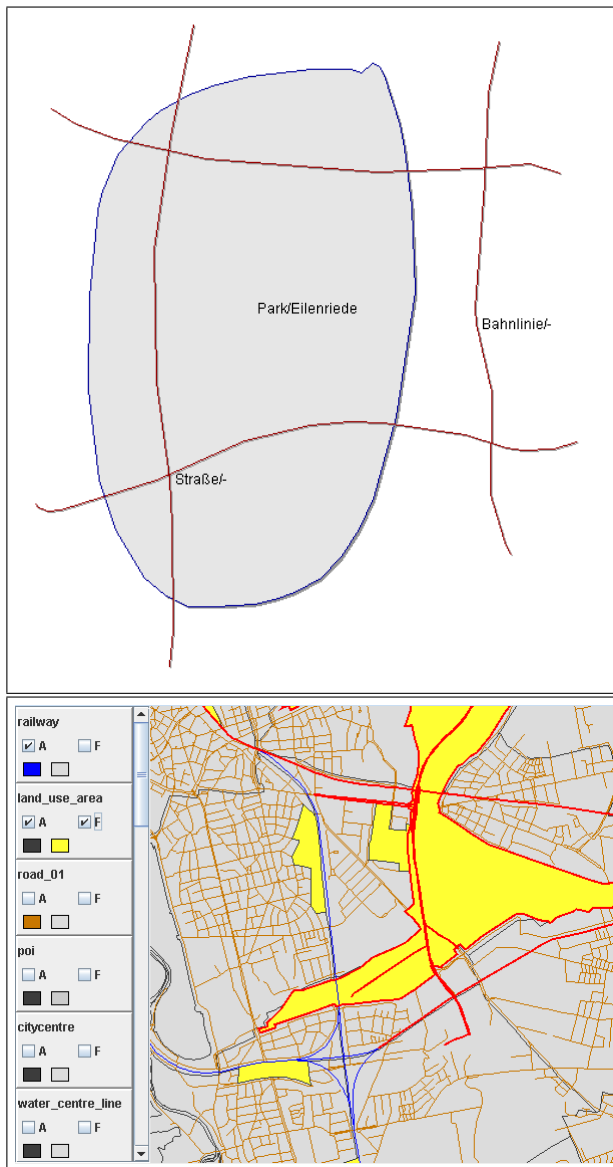 Park/Eilenriede
Bahnlinie/-
Straße/-
railway
A F
land_use_area
A F
road_01
A F
poi
A F
citycentre
A F
water_centre_line
A F